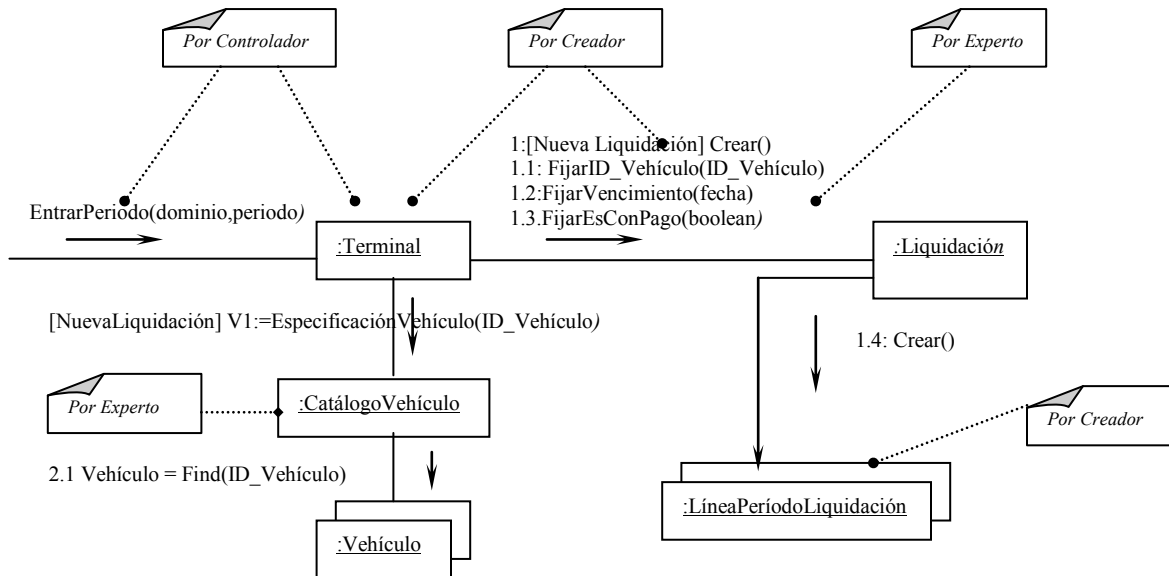 Por Controlador
Por Creador
Por Experto
1:[Nueva Liquidación] Crear()
1.1: FijarID_Vehículo(ID_Vehículo)
1.2:FijarVencimiento(fecha)
1.3.FijarEsConPago(boolean)
EntrarPeriodo(dominio,periodo)
:Terminal
:Liquidación
[NuevaLiquidación] V1:=EspecificaciónVehículo(ID_Vehículo)
1.4: Crear()
Por Experto
:CatálogoVehículo
Por Creador
2.1 Vehículo = Find(ID_Vehículo)
:LíneaPeríodoLiquidación
:Vehículo